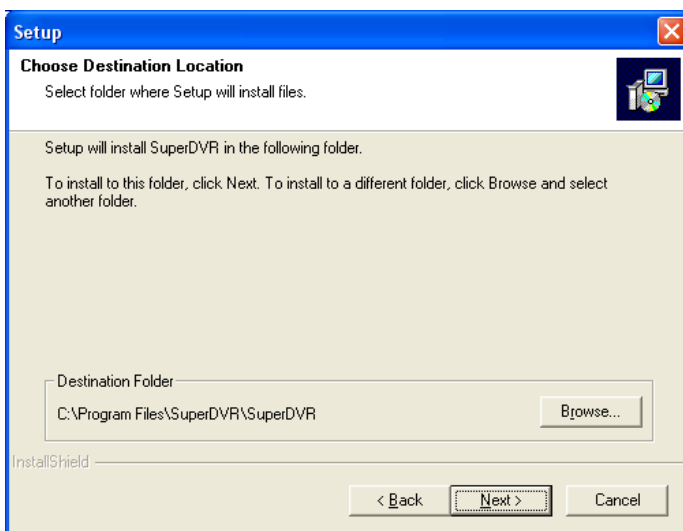 Setup
Choose Destination Location
Select folder where Setup will install files.
Setup will install SuperDVR in the following folder.
To install to this folder, click Next. To install to a different folder, click Browse and select
another folder.
Destination Folder
C:\Program Files\SuperDVR\SuperDVR
Browse...
InstallShield
< Back
Next >
Cancel